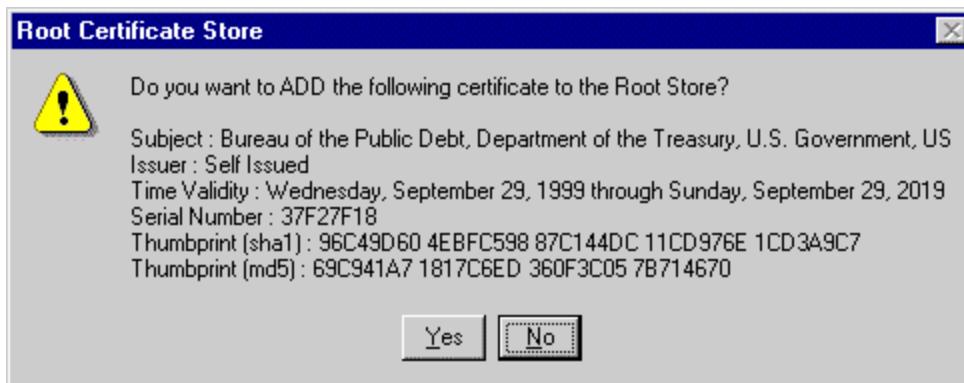 Root Certificate Store
Do you want to ADD the following certificate to the Root Store?
Subject : Bureau of the Public Debt, Department of the Treasury, U.S. Government, US
Issuer : Self Issued
Time Validity : Wednesday, September 29, 1999 through Sunday, September 29, 2019
Serial Number : 37F27F18
Thumbprint (sha1) : 96C49D60 4EBFC598 87C144DC 11CD976E 1CD3A9C7
Thumbprint (md5) : 69C941A7 1817C6ED 360F3C05 7B714670
Yes No